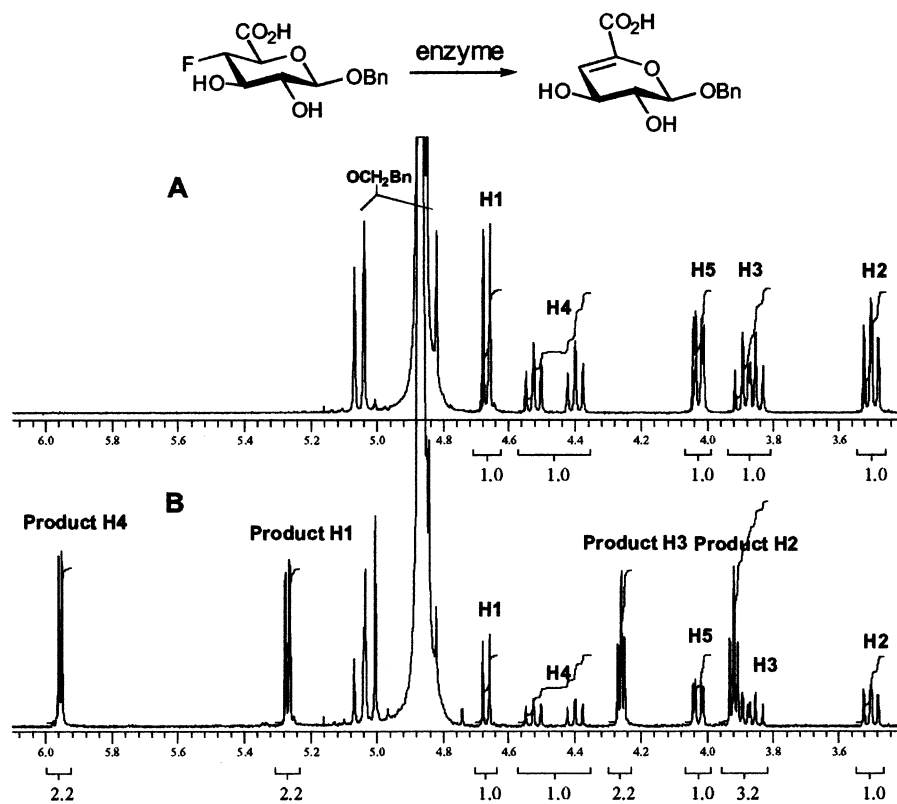 CO₂H
F
O
HO
OBn
OH
enzyme
CO₂H
O
HO
OBn
OH
A
OCH₂Bn
H1
H4
H5
H3
H2
6.0 5.8 5.6 5.4 5.2 5.0 4.8 4.6 4.4 4.2 4.0 3.8 3.6
1.0 1.0 1.0 1.0 1.0
B
Product H4
Product H1
Product H3 Product H2
H1
H4
H5
H3
H2
6.0 5.8 5.6 5.4 5.2 5.0 4.8 4.6 4.4 4.2 4.0 3.8 3.6
2.2 2.2 1.0 1.0 2.2 1.0 3.2 1.0